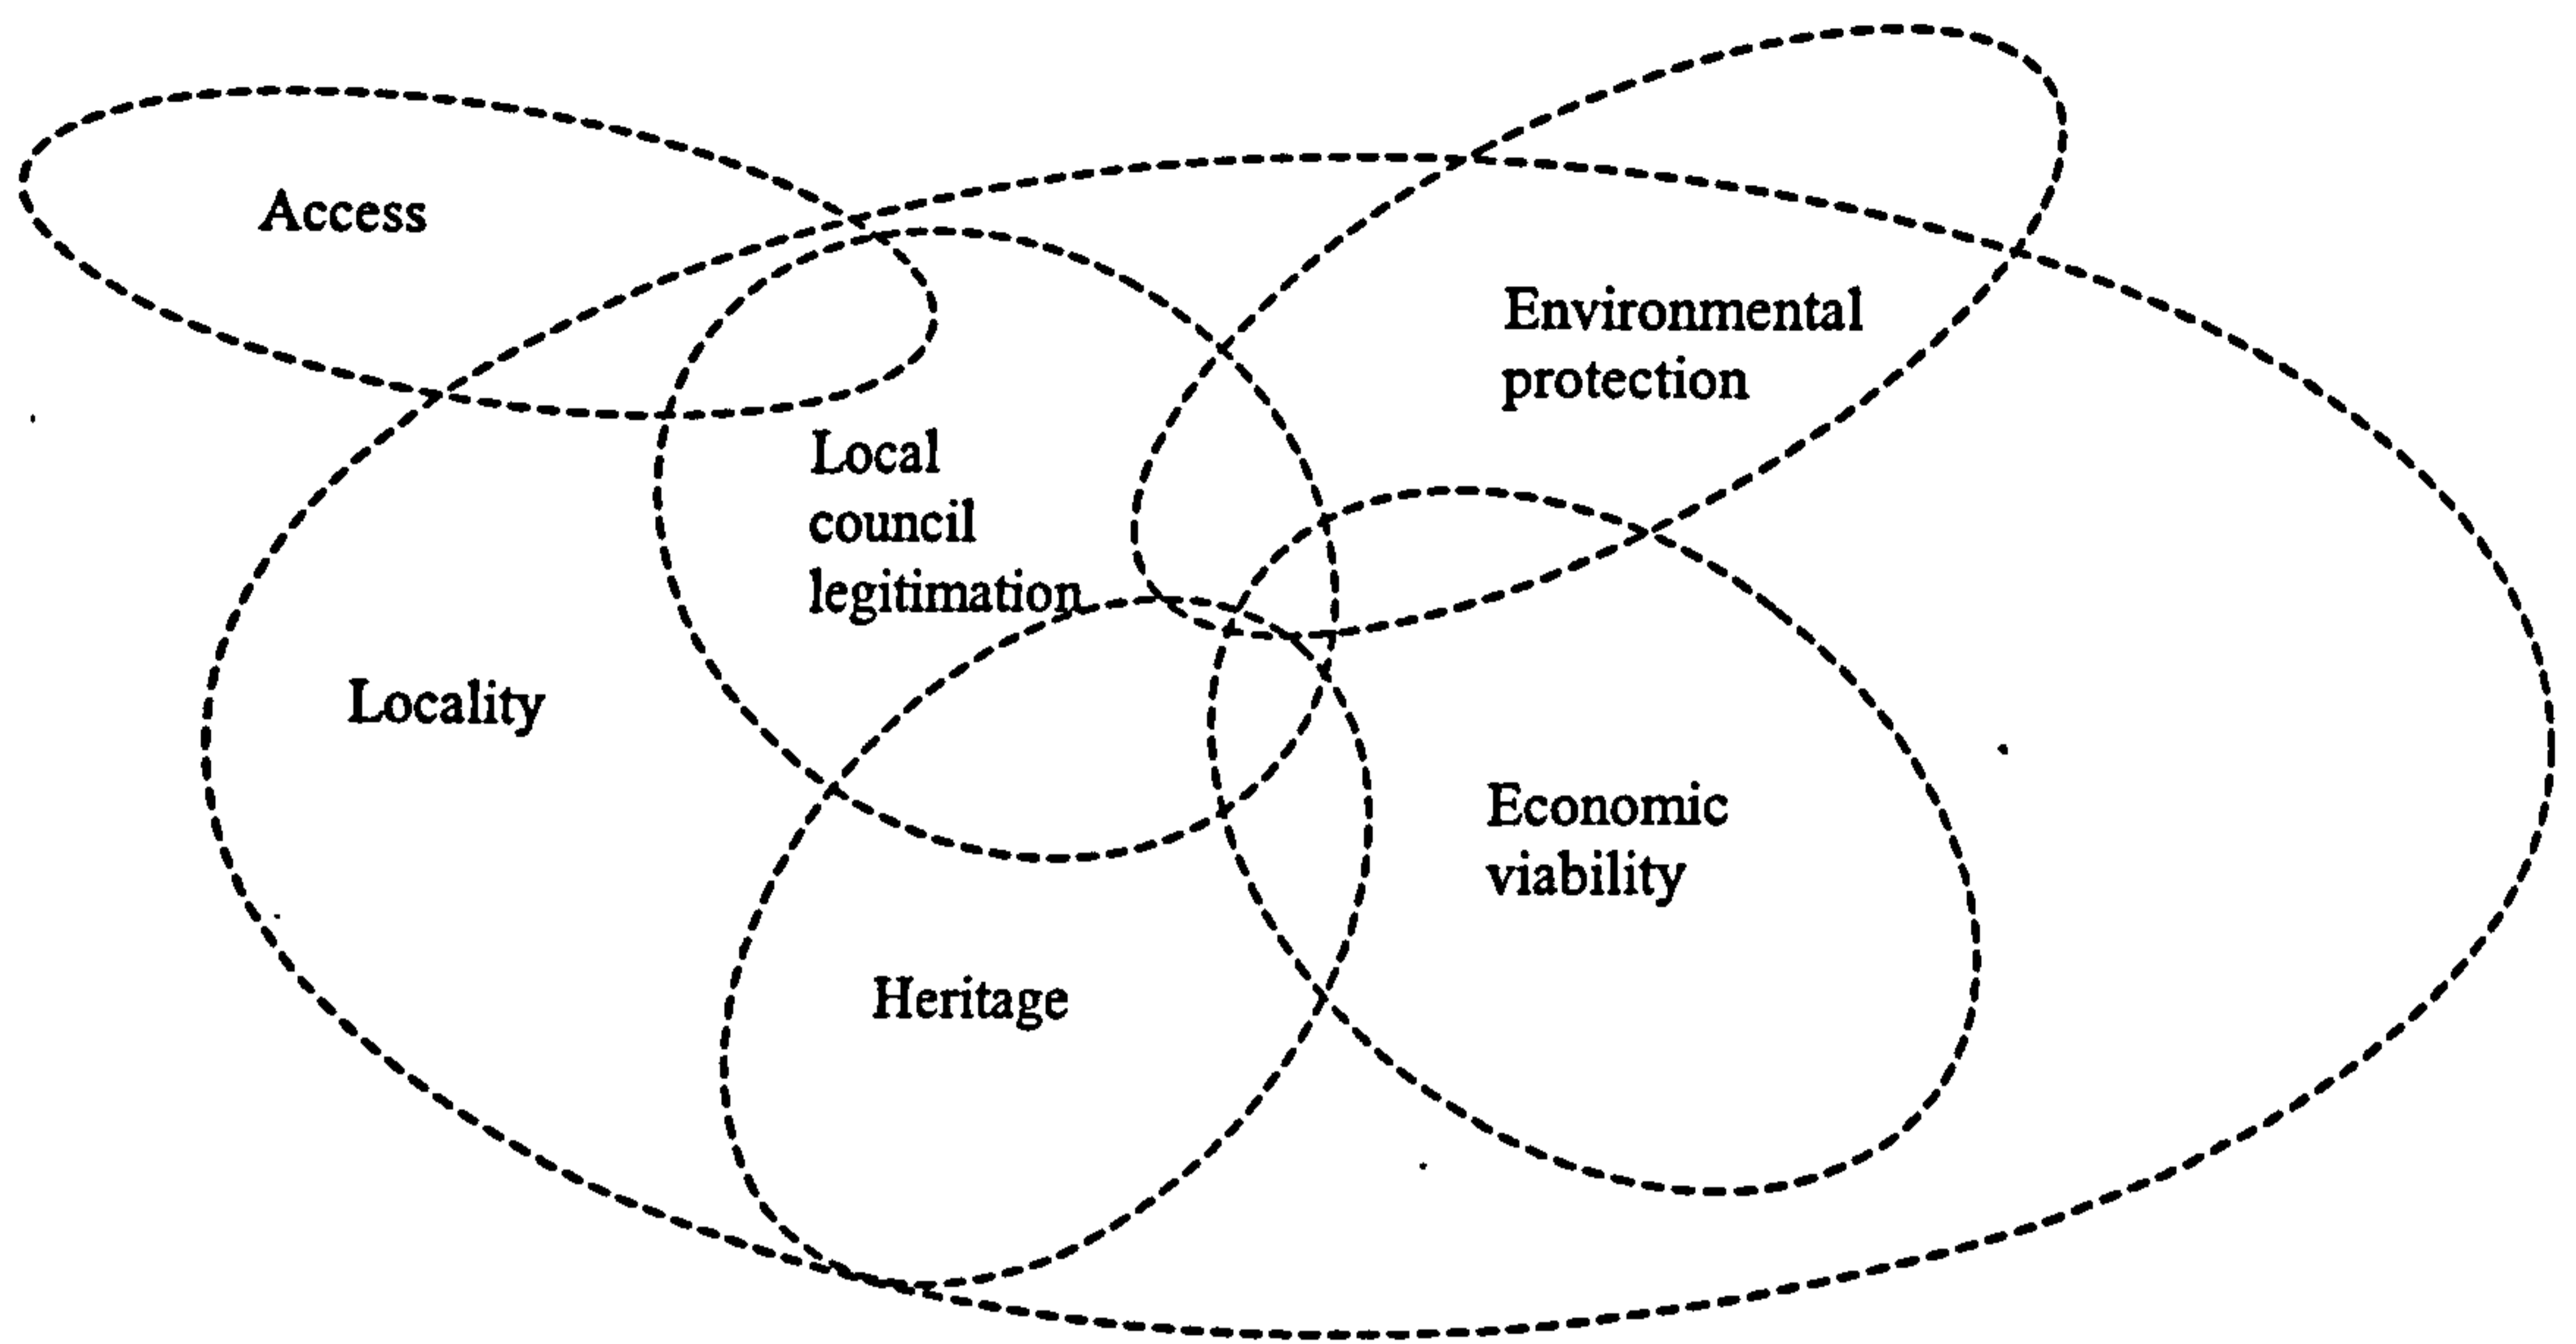 Access
Environmental
protection
Local
council
legitimation
Locality
Economic
viability
Heritage